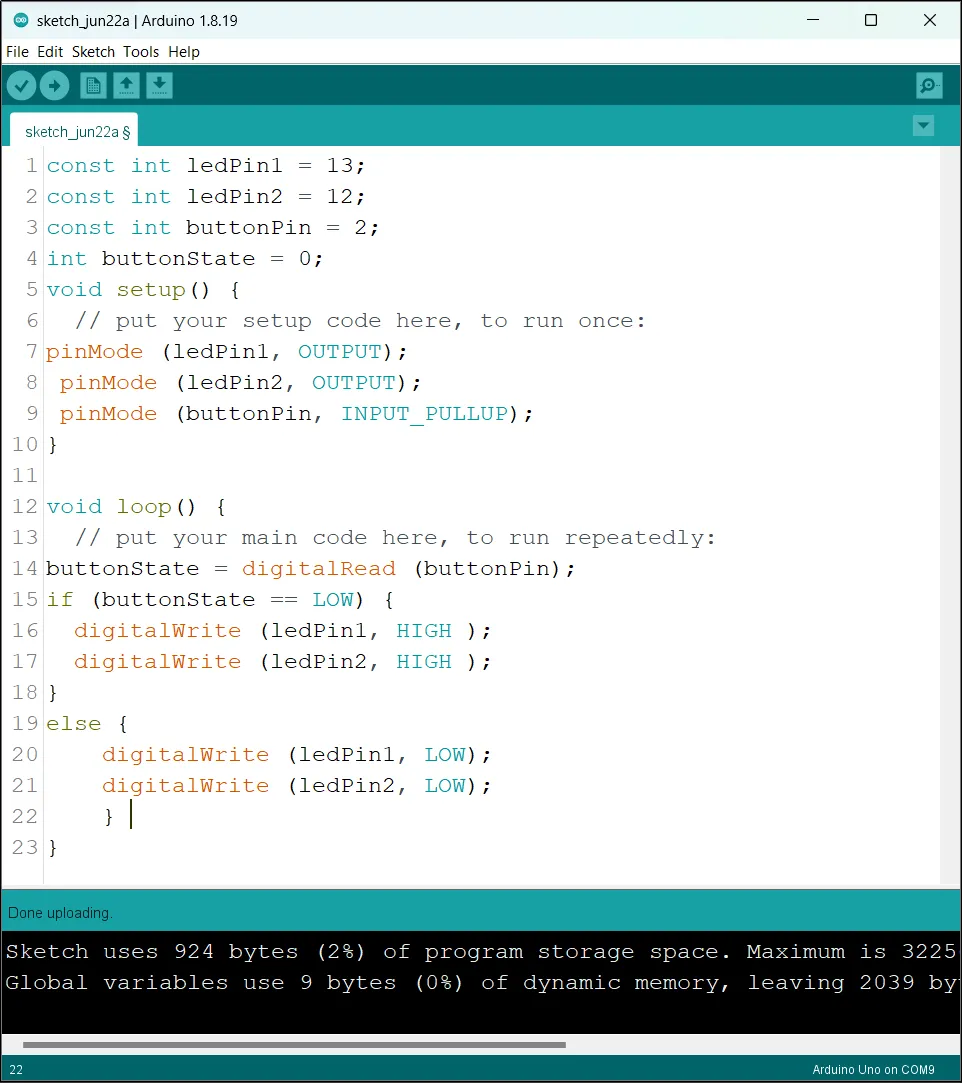 sketch_jun22a | Arduino 1.8.19
File Edit Sketch Tools Help
sketch_jun22a §
1 const int ledPin1 = 13;
2 const int ledPin2 = 12;
3 const int buttonPin = 2;
4 int buttonState = 0;
5 void setup() {
6   // put your setup code here, to run once:
7 pinMode (ledPin1, OUTPUT);
8  pinMode (ledPin2, OUTPUT);
9  pinMode (buttonPin, INPUT_PULLUP);
10 }
11
12 void loop() {
13   // put your main code here, to run repeatedly:
14 buttonState = digitalRead (buttonPin);
15 if (buttonState == LOW) {
16   digitalWrite (ledPin1, HIGH );
17   digitalWrite (ledPin2, HIGH );
18 }
19 else {
20     digitalWrite (ledPin1, LOW);
21     digitalWrite (ledPin2, LOW);
22     }
23 }
Done uploading.
Sketch uses 924 bytes (2%) of program storage space. Maximum is 3225
Global variables use 9 bytes (0%) of dynamic memory, leaving 2039 by
22
Arduino Uno on COM9